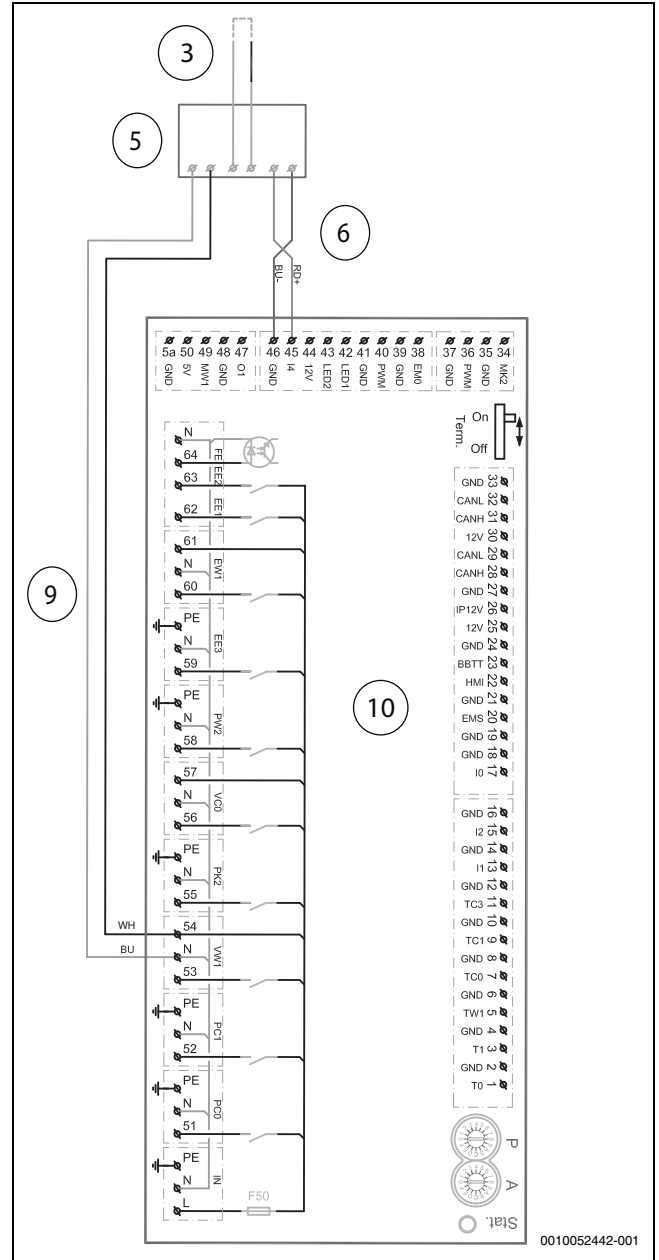 3
5
6
BU-
RD+
5a 50 49 48 47 46 45 44 43 42 41 40 39 38 37 36 35 34
GND 5V MW1 GND O1 GND I4 12V LED2 LED1 GND PWM GND EM0 GND PWM GND MK2
Term.
On
Off
N
64
FE
63
EE2
62
EE1
61
N
EW1
60
PE
N
EE3
59
PE
N
PW2
58
57
N
VC0
56
PE
N
PK2
55
WH
54
BU
N
VW1
53
PE
N
PC1
52
PE
N
PC0
51
PE
N
IN
L
F50
9
10
GND 33
CANL 32
CANH 31
12V 30
CANL 29
CANH 28
GND 27
IP12V 26
12V 25
GND 24
BBTT 23
HMI 22
GND 21
EMS 20
GND 19
GND 18
I0 17
GND 16
I2 15
GND 14
I1 13
GND 12
TC3 11
GND 10
TC1 9
GND 8
TC0 7
GND 6
TW1 5
GND 4
T1 3
GND 2
T0 1
P
A
Stat.
0010052442-001